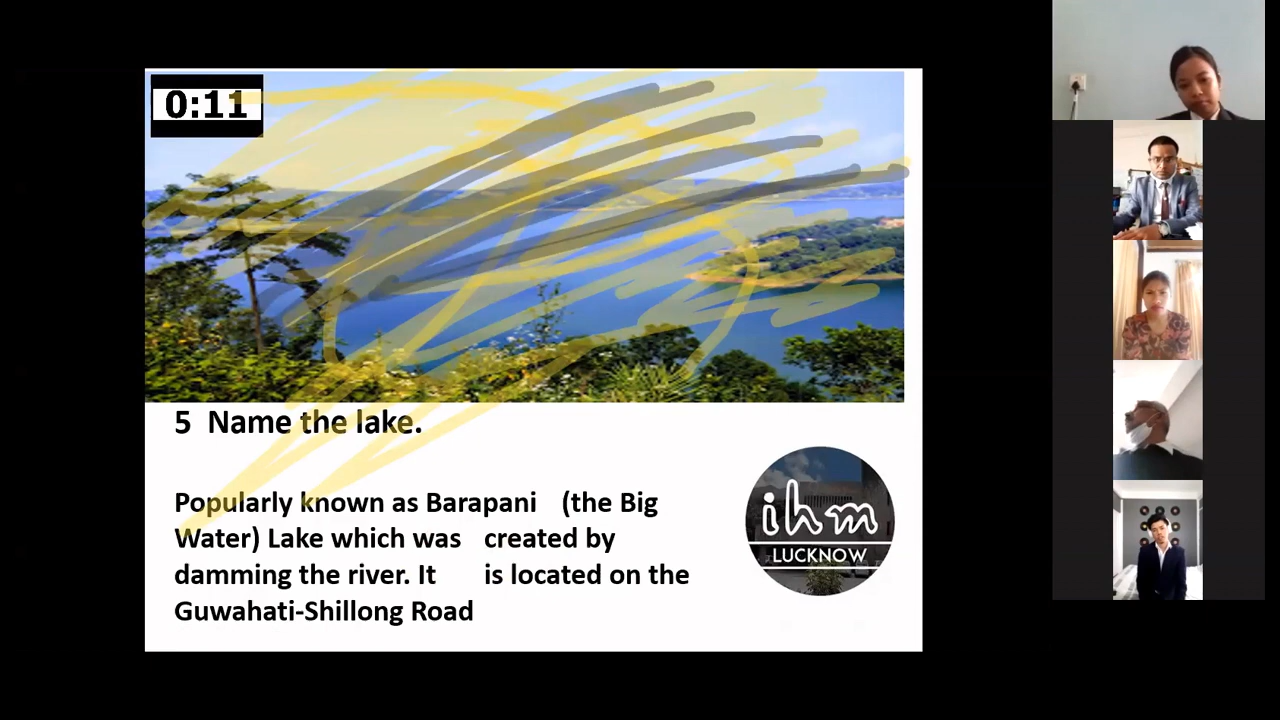 0:11
5 Name the lake.
Popularly known as Barapani (the Big
Water) Lake which was created by
damming the river. It is located on the
Guwahati-Shillong Road
ihm
LUCKNOW